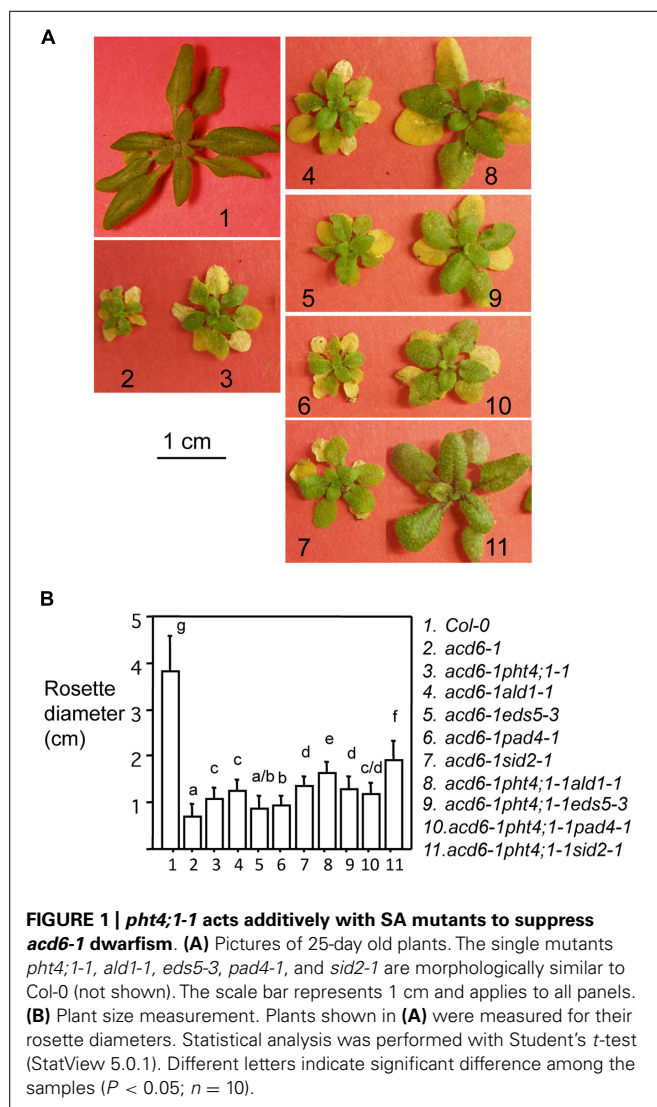 A
1
2
3
1 cm
4
8
5
9
6
10
7
11
B
5
4
3
2
1
Rosette
diameter
(cm)
g
a
c
c
a/b
b
d
e
d
c/d
f
1 2 3 4 5 6 7 8 9 10 11
1. Col-0
2. acd6-1
3. acd6-1pht4;1-1
4. acd6-1ald1-1
5. acd6-1eds5-3
6. acd6-1pad4-1
7. acd6-1sid2-1
8. acd6-1pht4;1-1ald1-1
9. acd6-1pht4;1-1eds5-3
10.acd6-1pht4;1-1pad4-1
11.acd6-1pht4;1-1sid2-1
FIGURE 1 | pht4;1-1 acts additively with SA mutants to suppress
acd6-1 dwarfism. (A) Pictures of 25-day old plants. The single mutants
pht4;1-1, ald1-1, eds5-3, pad4-1, and sid2-1 are morphologically similar to
Col-0 (not shown). The scale bar represents 1 cm and applies to all panels.
(B) Plant size measurement. Plants shown in (A) were measured for their
rosette diameters. Statistical analysis was performed with Student's t-test
(StatView 5.0.1). Different letters indicate significant difference among the
samples (P < 0.05; n = 10).